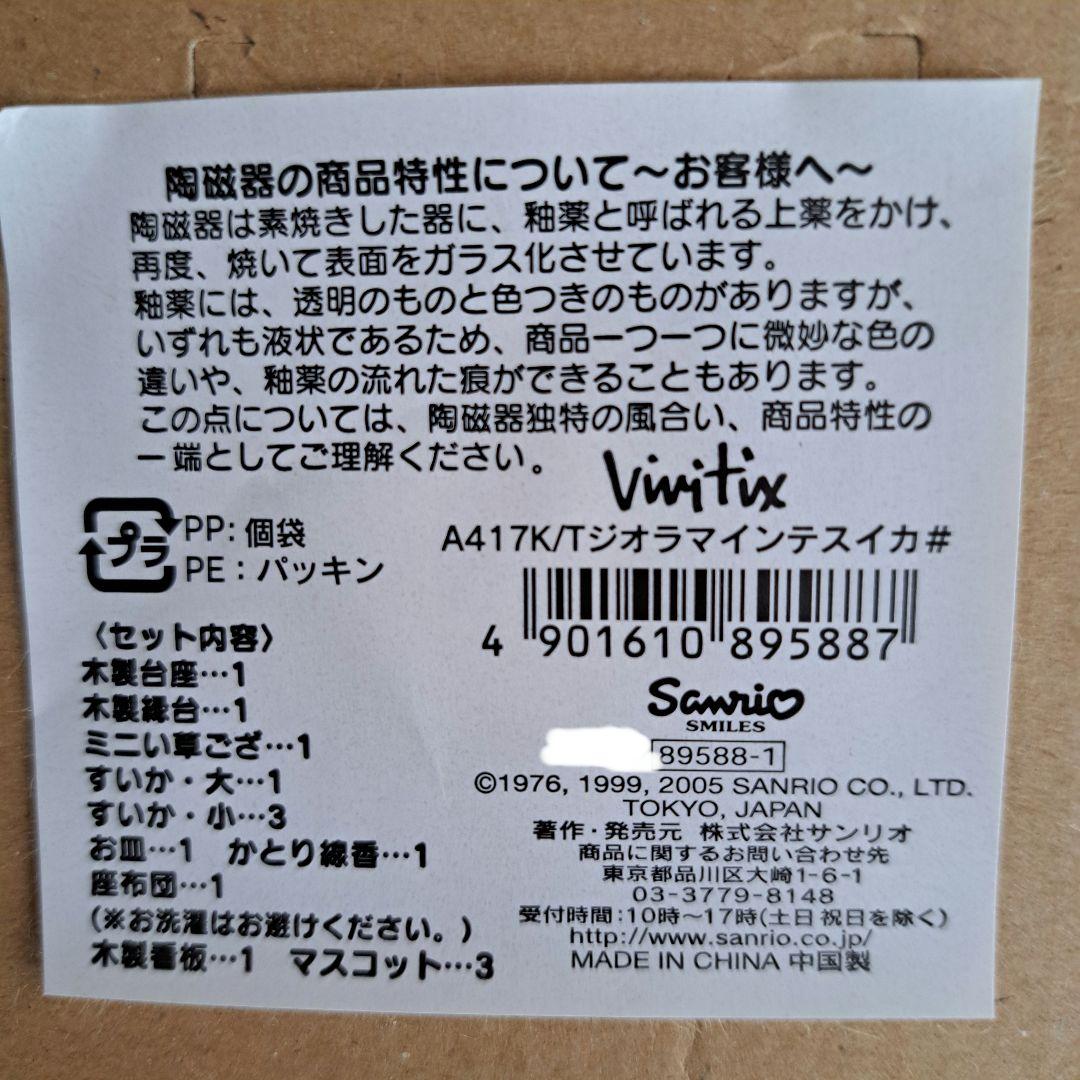 陶磁器の商品特性について〜お客様へ〜
陶磁器は素焼きした器に、釉薬と呼ばれる上薬をかけ、
再度、焼いて表面をガラス化させています。
釉薬には、透明のものと色つきのものがありますが、
いずれも液状であるため、商品一つ一つに微妙な色の
違いや、釉薬の流れた痕ができることもあります。
この点については、陶磁器独特の風合い、商品特性の
一端としてご理解ください。
Vivitix
プラ
PP: 個袋
PE : パッキン
A417K/Tジオラマインテスイカ#
4 901610 895887
〈セット内容〉
木製台座…1
木製縁台…1
ミニい草ござ…1
すいか・大…1
すいか・小…3
お皿…1 かとり線香…1
座布団…1
(※お洗濯はお避けください。)
木製看板…1 マスコット…3
Sanrio
SMILES
89588-1
©1976, 1999, 2005 SANRIO CO., LTD.
TOKYO, JAPAN
著作・発売元 株式会社サンリオ
商品に関するお問い合わせ先
東京都品川区大崎1-6-1
03-3779-8148
受付時間:10時〜17時(土日祝日を除く)
http://www.sanrio.co.jp/
MADE IN CHINA 中国製